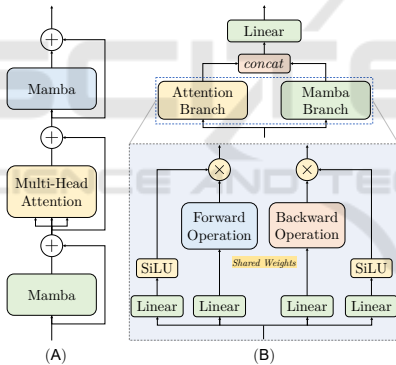 Linear
concat
Mamba
Attention
Branch
Mamba
Branch
Multi-Head
Attention
Forward
Operation
Backward
Operation
Shared Weights
SiLU
SiLU
Mamba
Linear
Linear
Linear
Linear
(A)
(B)